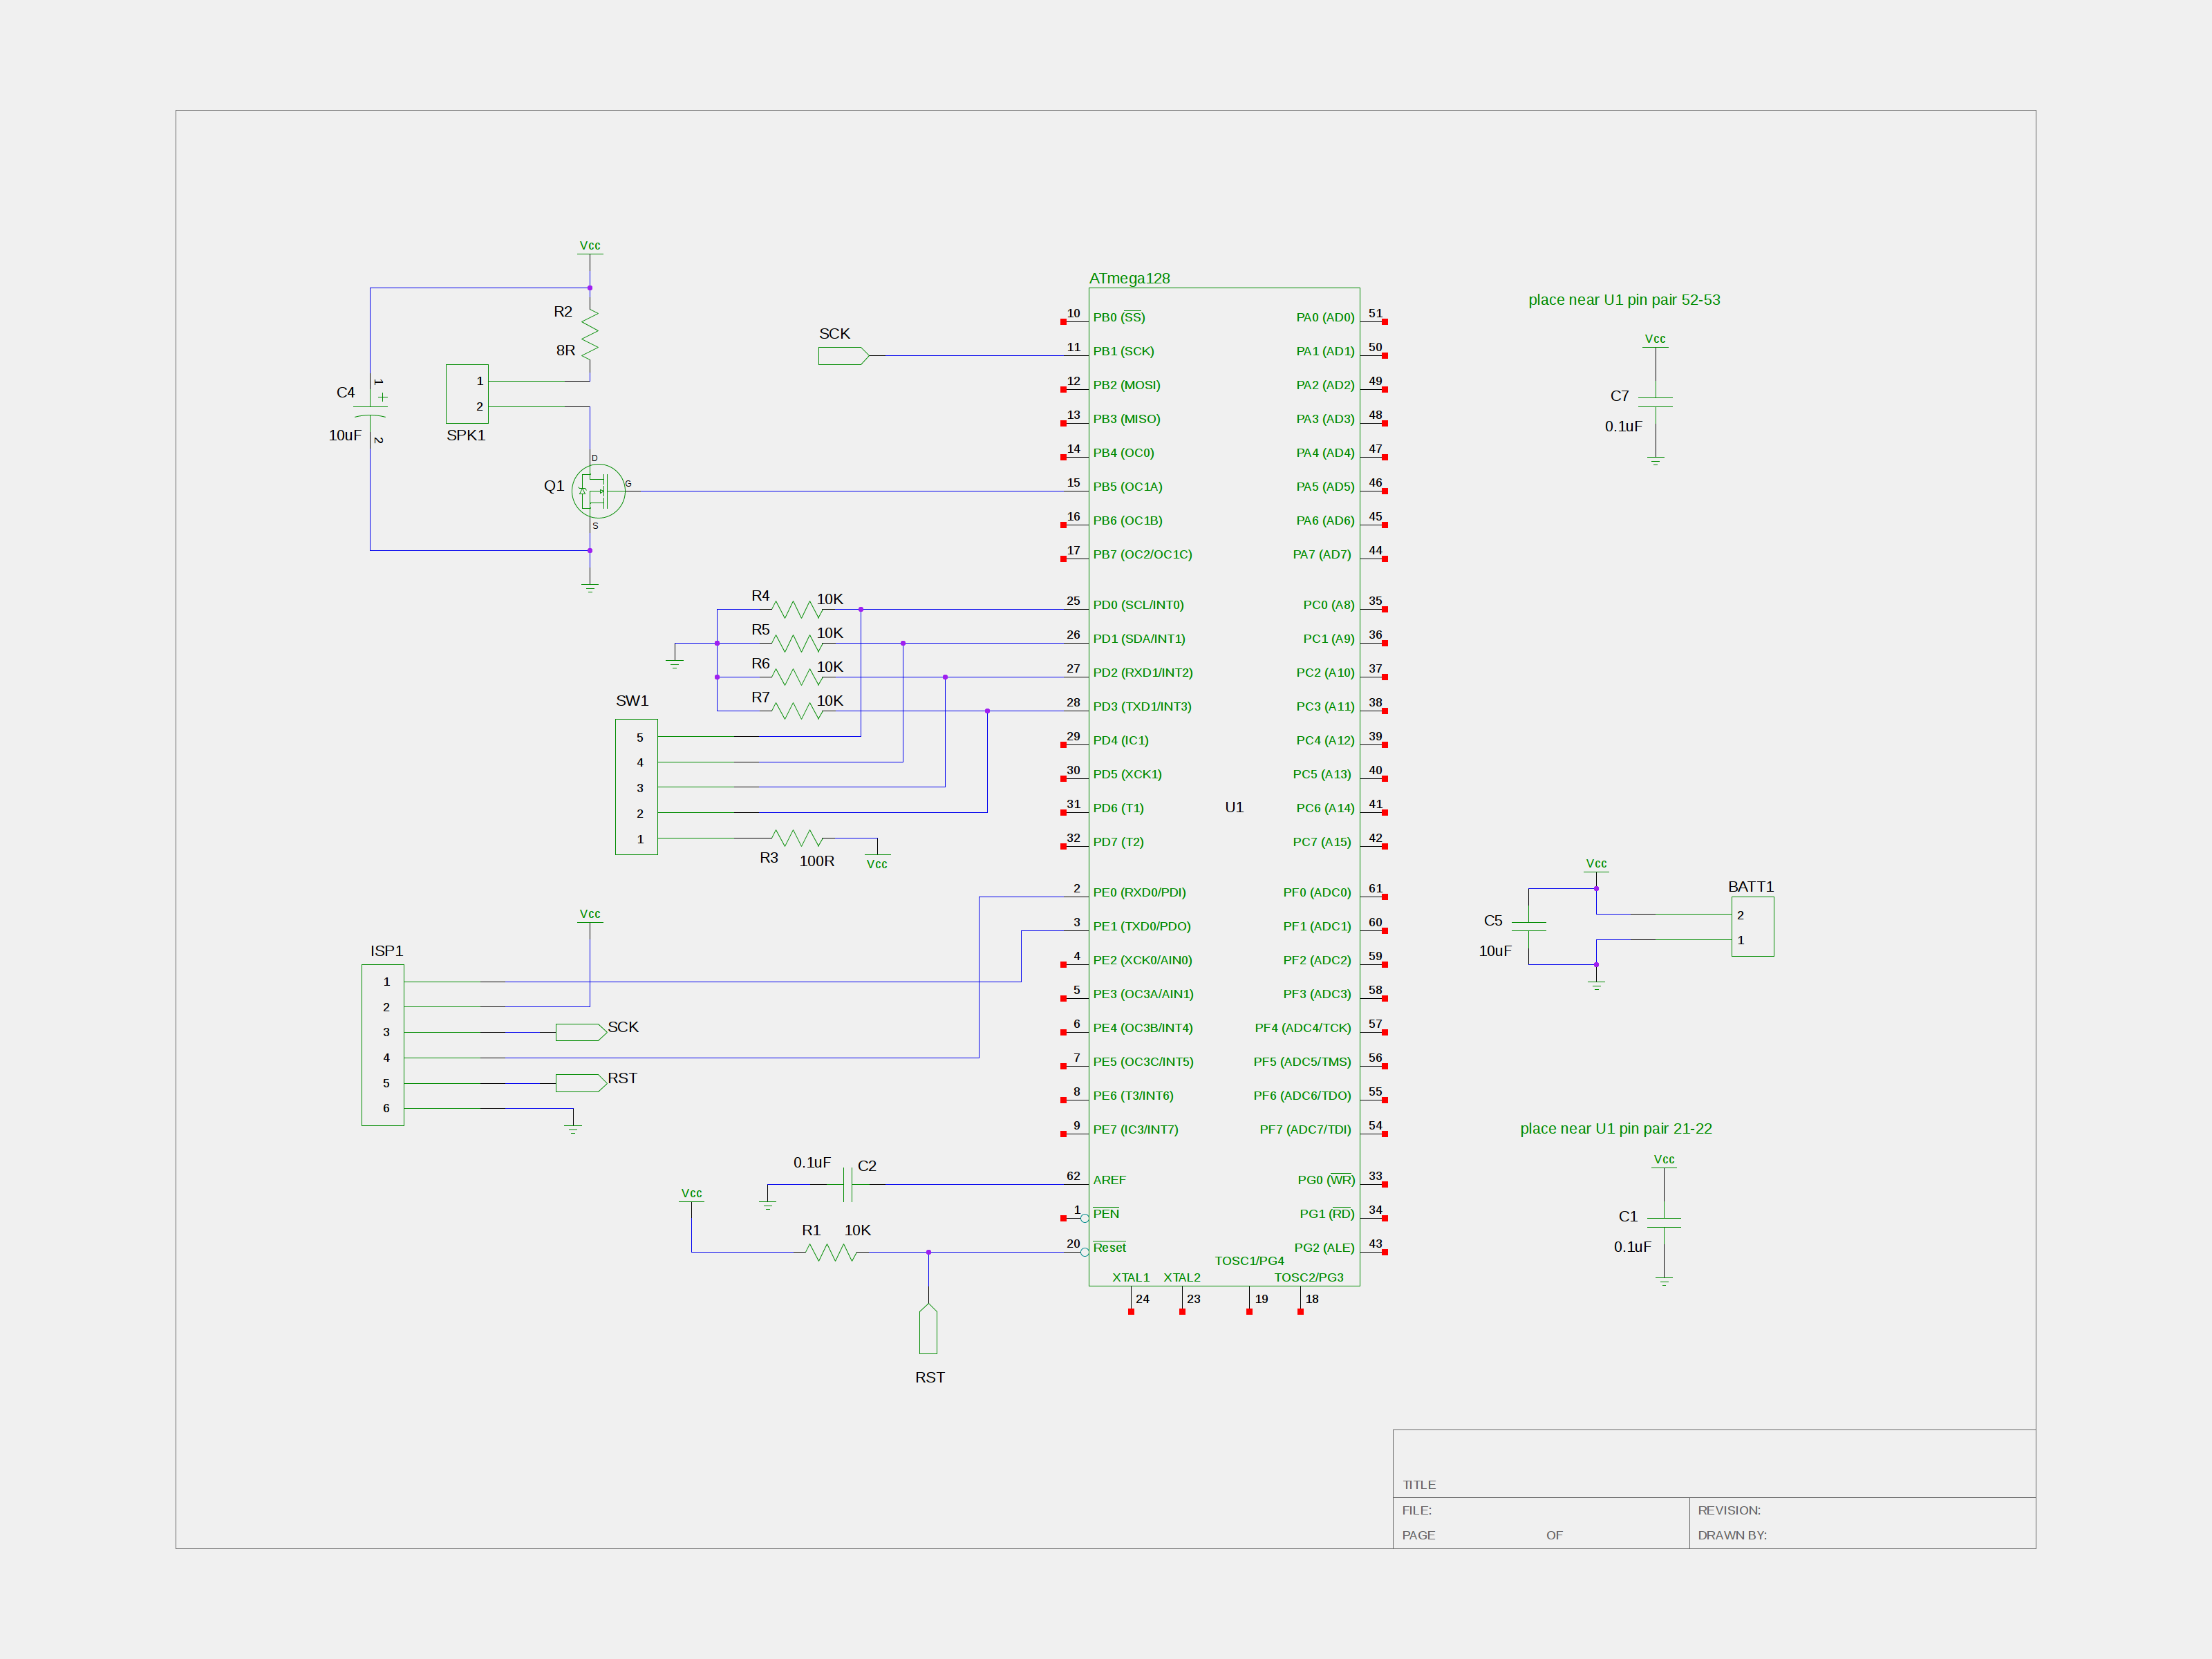 Vcc
R2
8R
C4
1
+
10uF
2
1
2
SPK1
D
Q1
G
S
SCK
R4
10K
R5
10K
R6
10K
R7
10K
SW1
5
4
3
2
1
R3
100R
Vcc
Vcc
ISP1
1
2
3
4
5
6
SCK
RST
0.1uF
C2
Vcc
R1
10K
RST
ATmega128
10 PB0 (SS)
11 PB1 (SCK)
12 PB2 (MOSI)
13 PB3 (MISO)
14 PB4 (OC0)
15 PB5 (OC1A)
16 PB6 (OC1B)
17 PB7 (OC2/OC1C)
25 PD0 (SCL/INT0)
26 PD1 (SDA/INT1)
27 PD2 (RXD1/INT2)
28 PD3 (TXD1/INT3)
29 PD4 (IC1)
30 PD5 (XCK1)
31 PD6 (T1)
32 PD7 (T2)
2 PE0 (RXD0/PDI)
3 PE1 (TXD0/PDO)
4 PE2 (XCK0/AIN0)
5 PE3 (OC3A/AIN1)
6 PE4 (OC3B/INT4)
7 PE5 (OC3C/INT5)
8 PE6 (T3/INT6)
9 PE7 (IC3/INT7)
62 AREF
1 PEN
20 Reset
U1
PA0 (AD0) 51
PA1 (AD1) 50
PA2 (AD2) 49
PA3 (AD3) 48
PA4 (AD4) 47
PA5 (AD5) 46
PA6 (AD6) 45
PA7 (AD7) 44
PC0 (A8) 35
PC1 (A9) 36
PC2 (A10) 37
PC3 (A11) 38
PC4 (A12) 39
PC5 (A13) 40
PC6 (A14) 41
PC7 (A15) 42
PF0 (ADC0) 61
PF1 (ADC1) 60
PF2 (ADC2) 59
PF3 (ADC3) 58
PF4 (ADC4/TCK) 57
PF5 (ADC5/TMS) 56
PF6 (ADC6/TDO) 55
PF7 (ADC7/TDI) 54
PG0 (WR) 33
PG1 (RD) 34
PG2 (ALE) 43
TOSC1/PG4
XTAL1 XTAL2 TOSC2/PG3
24 23 19 18
place near U1 pin pair 52-53
Vcc
C7
0.1uF
Vcc
BATT1
C5
2
1
10uF
place near U1 pin pair 21-22
Vcc
C1
0.1uF
TITLE
FILE:
REVISION:
PAGE OF
DRAWN BY: